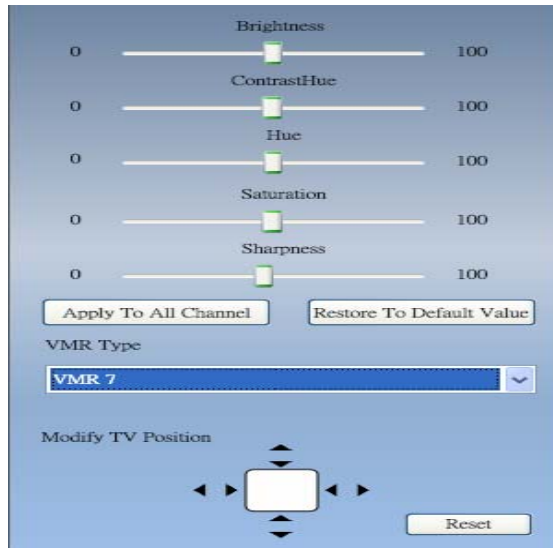 Brightness
0 100
ContrastHue
0 100
Hue
0 100
Saturation
0 100
Sharpness
0 100
Apply To All Channel Restore To Default Value
VMR Type
VMR 7
Modify TV Position
Reset